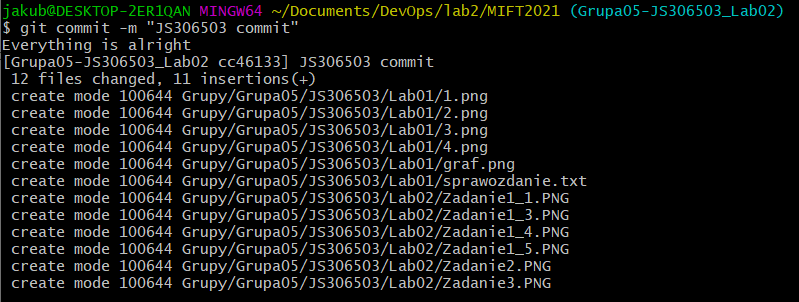 jakub@DESKTOP-2ER1QAN MINGW64 ~/Documents/DevOps/lab2/MIFT2021 (Grupa05-JS306503_Lab02)
$ git commit -m "JS306503 commit"
Everything is alright
[Grupa05-JS306503_Lab02 cc46133] JS306503 commit
 12 files changed, 11 insertions(+)
 create mode 100644 Grupy/Grupa05/JS306503/Lab01/1.png
 create mode 100644 Grupy/Grupa05/JS306503/Lab01/2.png
 create mode 100644 Grupy/Grupa05/JS306503/Lab01/3.png
 create mode 100644 Grupy/Grupa05/JS306503/Lab01/4.png
 create mode 100644 Grupy/Grupa05/JS306503/Lab01/graf.png
 create mode 100644 Grupy/Grupa05/JS306503/Lab01/sprawozdanie.txt
 create mode 100644 Grupy/Grupa05/JS306503/Lab02/Zadanie1_1.PNG
 create mode 100644 Grupy/Grupa05/JS306503/Lab02/Zadanie1_3.PNG
 create mode 100644 Grupy/Grupa05/JS306503/Lab02/Zadanie1_4.PNG
 create mode 100644 Grupy/Grupa05/JS306503/Lab02/Zadanie1_5.PNG
 create mode 100644 Grupy/Grupa05/JS306503/Lab02/Zadanie2.PNG
 create mode 100644 Grupy/Grupa05/JS306503/Lab02/Zadanie3.PNG